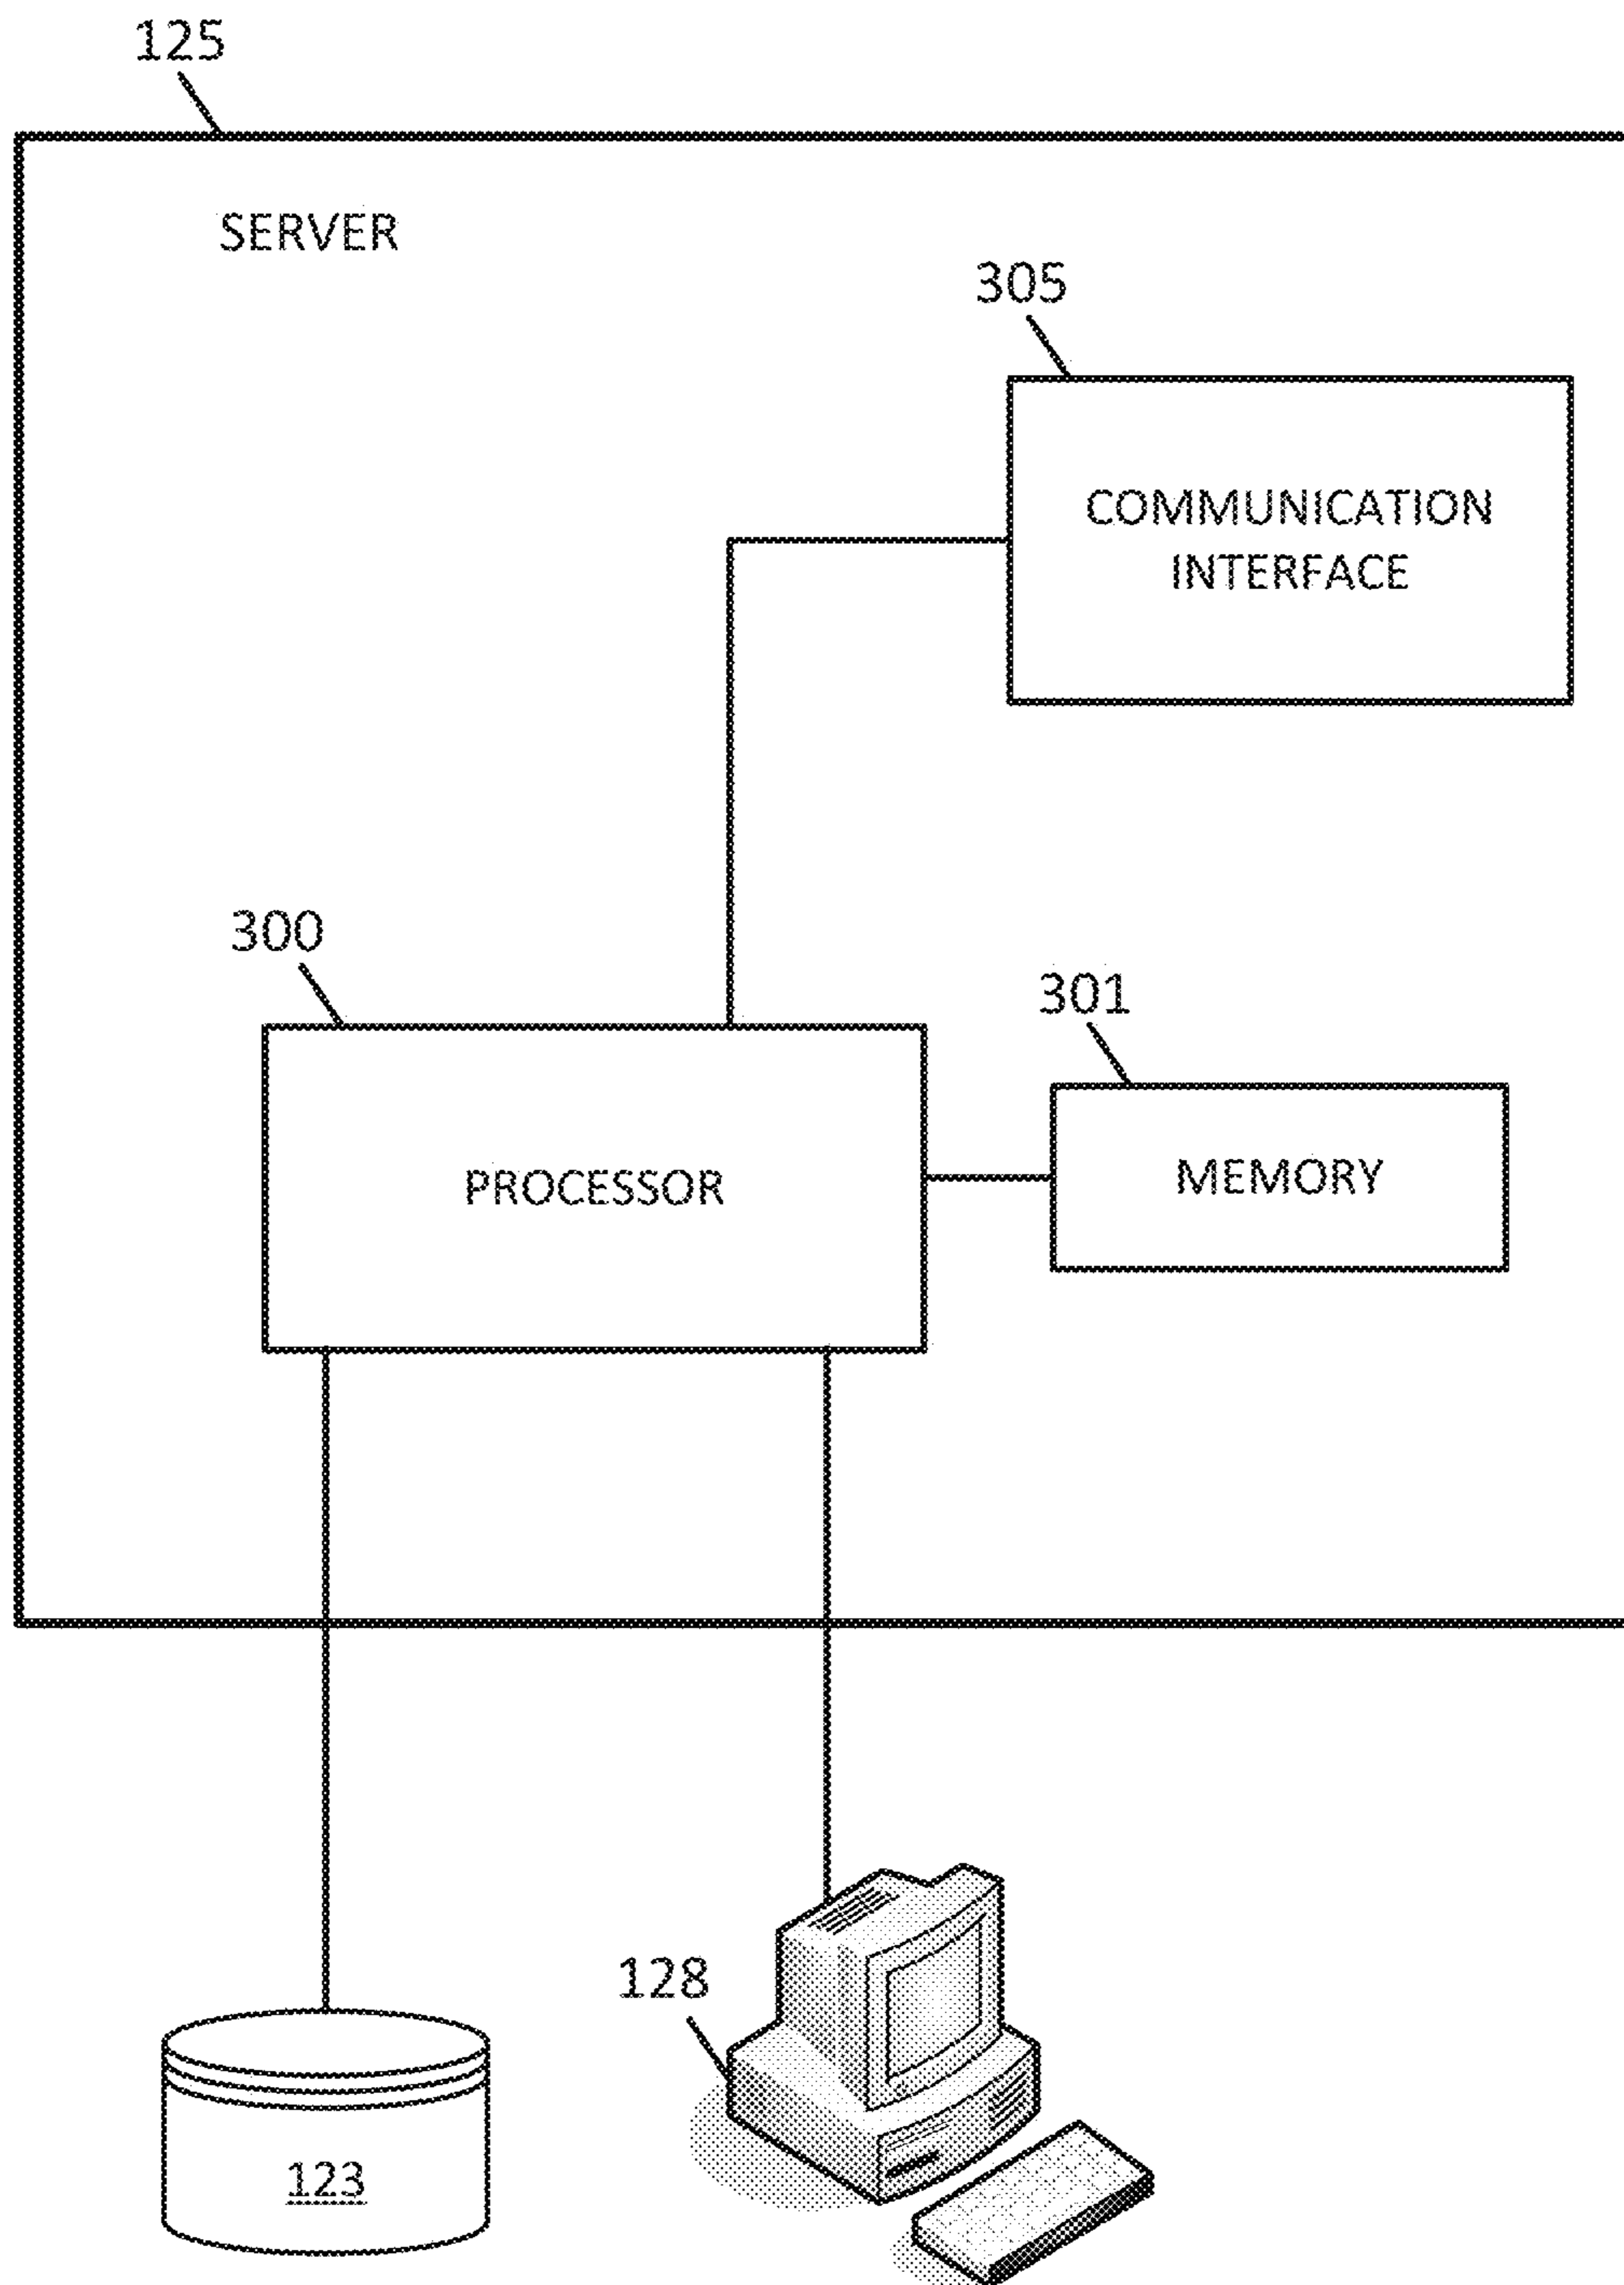 125
SERVER
305
COMMUNICATION
INTERFACE
300
301
PROCESSOR
MEMORY
128
123